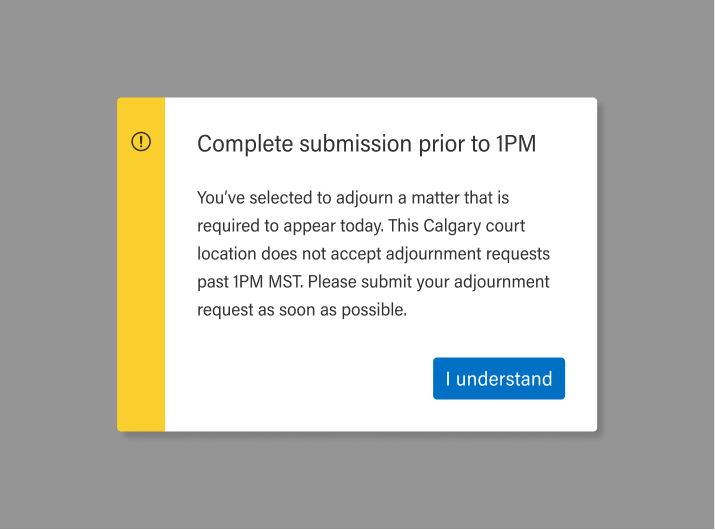 Complete submission prior to 1PM
You've selected to adjourn a matter that is
required to appear today. This Calgary court
location does not accept adjournment requests
past 1PM MST. Please submit your adjournment
request as soon as possible.
I understand